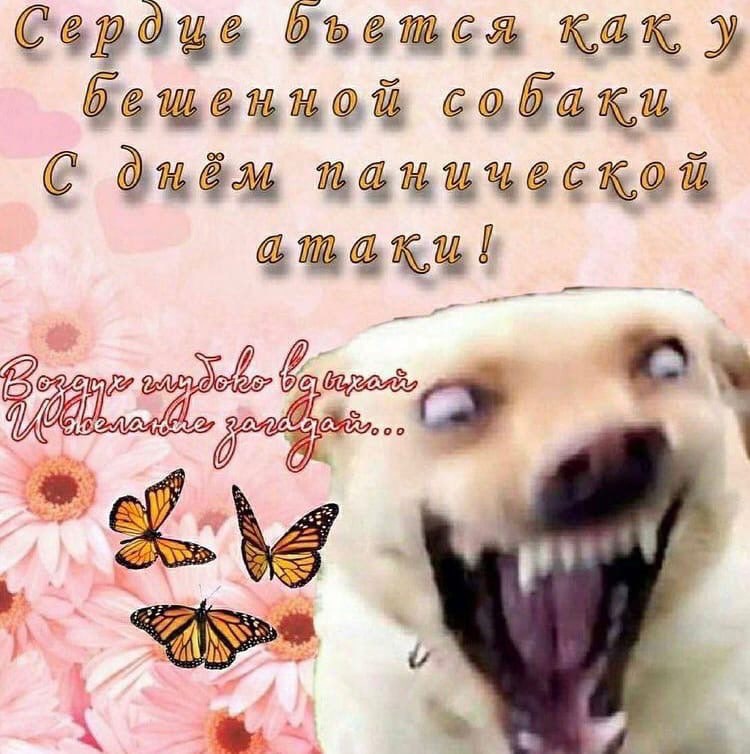 Сердце бьется как у
бешенной собаки
С днём панической
атаки!
Воздух глубоко вдыхай
И желание загадай...